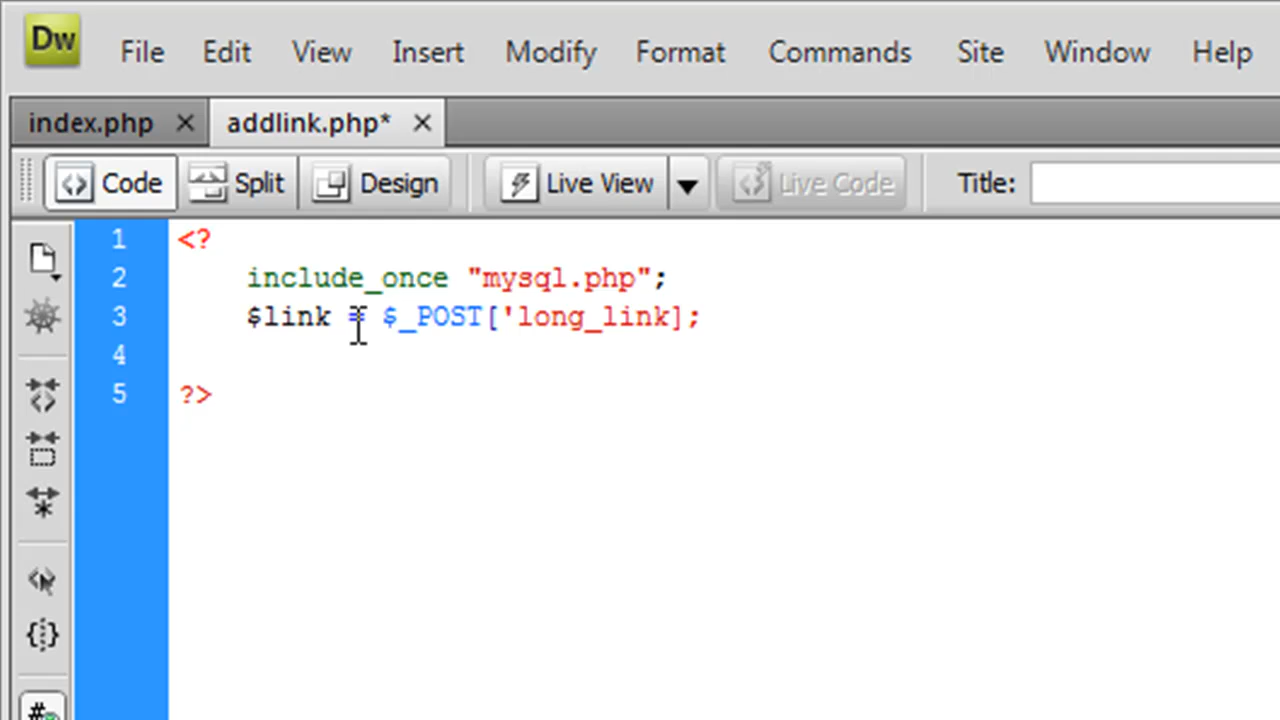 Dw File Edit View Insert Modify Format Commands Site Window Help
index.php × addlink.php* ×
Code Split Design Live View Live Code Title:
1 <?
2 include_once "mysql.php";
3 $link = $_POST['long_link];
4
5 ?>